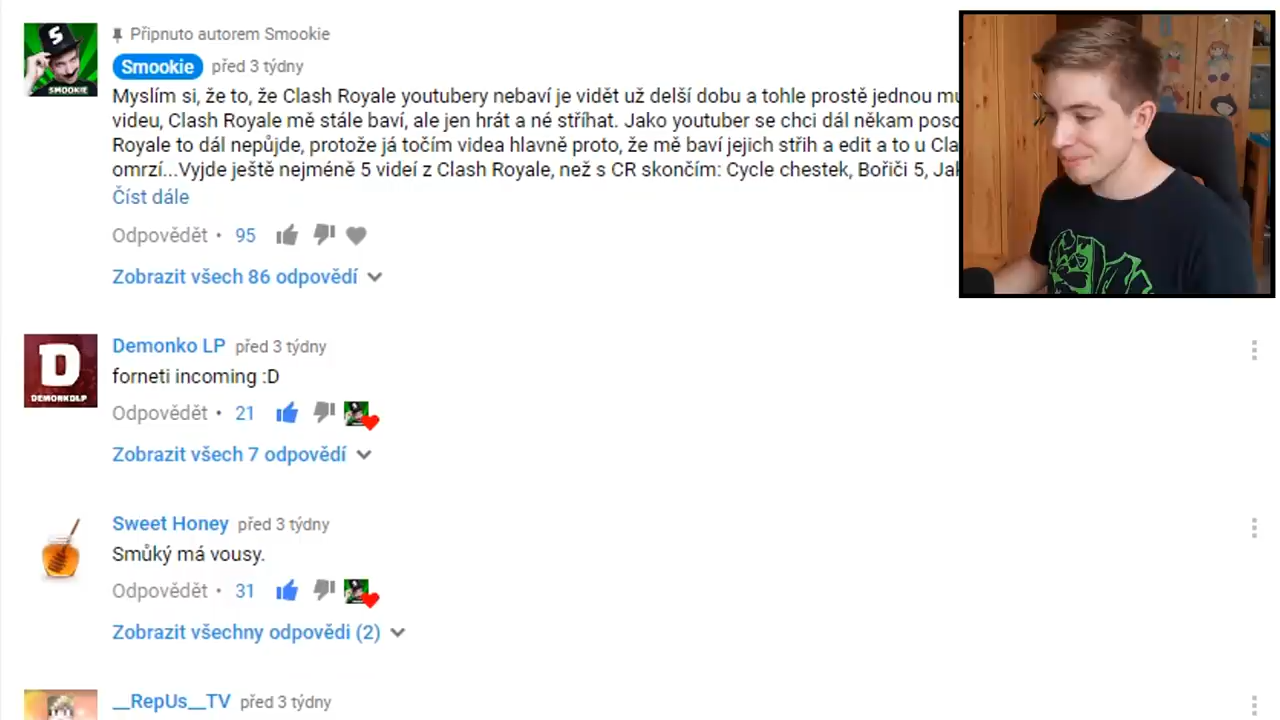 S
SMOOKIE
Připnuto autorem Smookie
Smookie před 3 týdny
Myslím si, že to, že Clash Royale youtubery nebaví je vidět už delší dobu a tohle prostě jednou
videu, Clash Royale mě stále baví, ale jen hrát a né stříhat. Jako youtuber se chci dál někam
Royale to dál nepůjde, protože já točím videa hlavně proto, že mě baví jejich střih a edit a to u
omrzí...Vyjde ještě nejméně 5 videí z Clash Royale, než s CR skončím: Cycle chestek, Bořiči 5,
Číst dále
Odpovědět • 95
Zobrazit všech 86 odpovědí
D
DEMONKOLP
Demonko LP před 3 týdny
forneti incoming :D
Odpovědět • 21
Zobrazit všech 7 odpovědí
Sweet Honey před 3 týdny
Smůký má vousy.
Odpovědět • 31
Zobrazit všechny odpovědi (2)
__RepUs__TV před 3 týdny